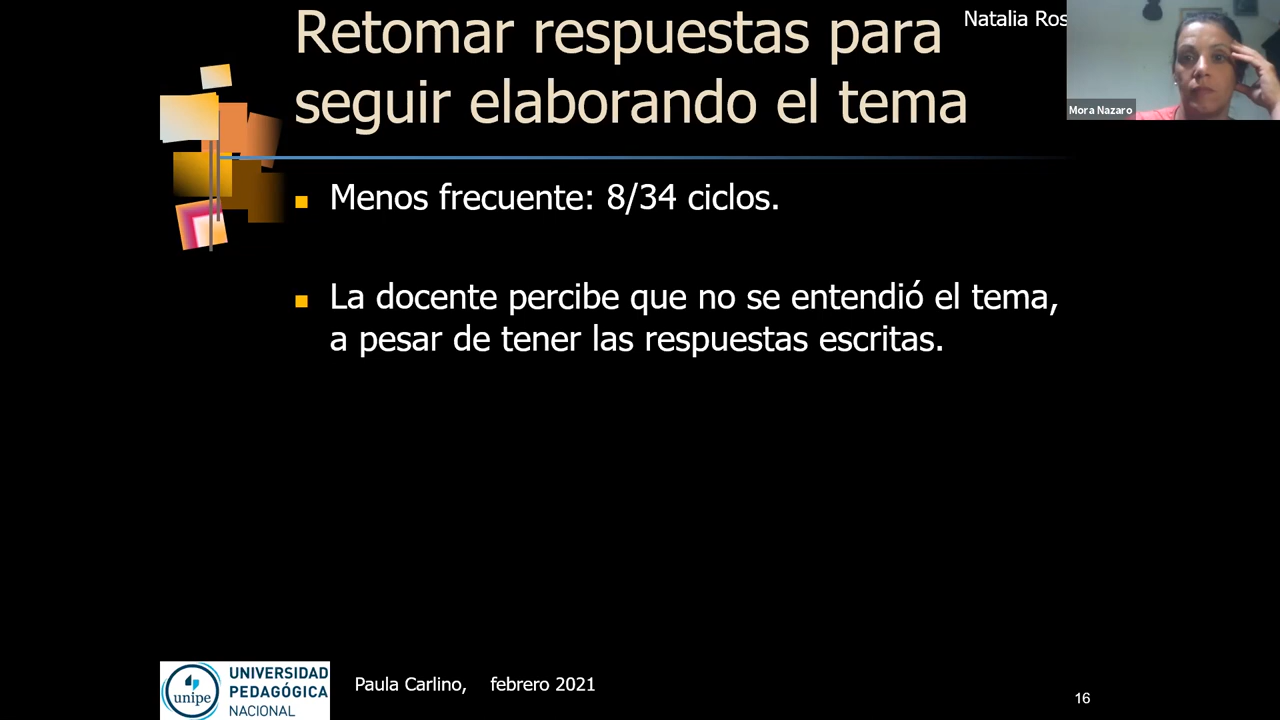 Retomar respuestas para
seguir elaborando el tema
Natalia Ros
Mora Nazaro
Menos frecuente: 8/34 ciclos.
La docente percibe que no se entendió el tema,
a pesar de tener las respuestas escritas.
unipe
UNIVERSIDAD
PEDAGÓGICA
NACIONAL
Paula Carlino, febrero 2021
16